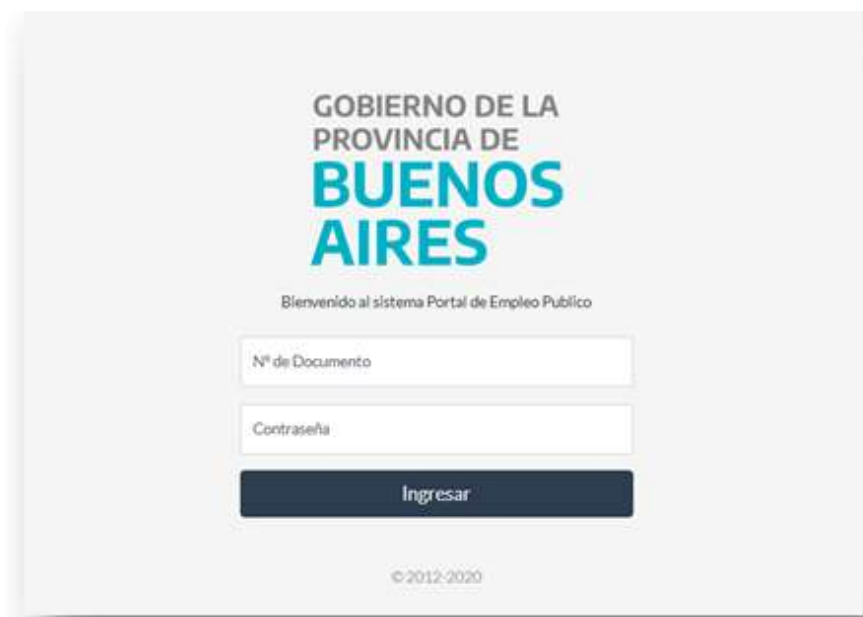 GOBIERNO DE LA
PROVINCIA DE
BUENOS
AIRES
Bienvenido al sistema Portal de Empleo Publico
Nº de Documento
Contraseña
Ingresar
© 2012-2020